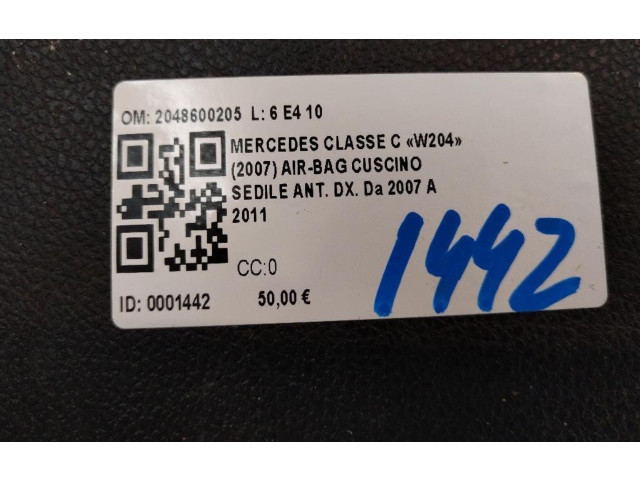 OM: 2048600205 L: 6 E4 10
MERCEDES CLASSE C «W204»
(2007) AIR-BAG CUSCINO
SEDILE ANT. DX. Da 2007 A
2011
CC:0
ID: 0001442 50,00 €
1442